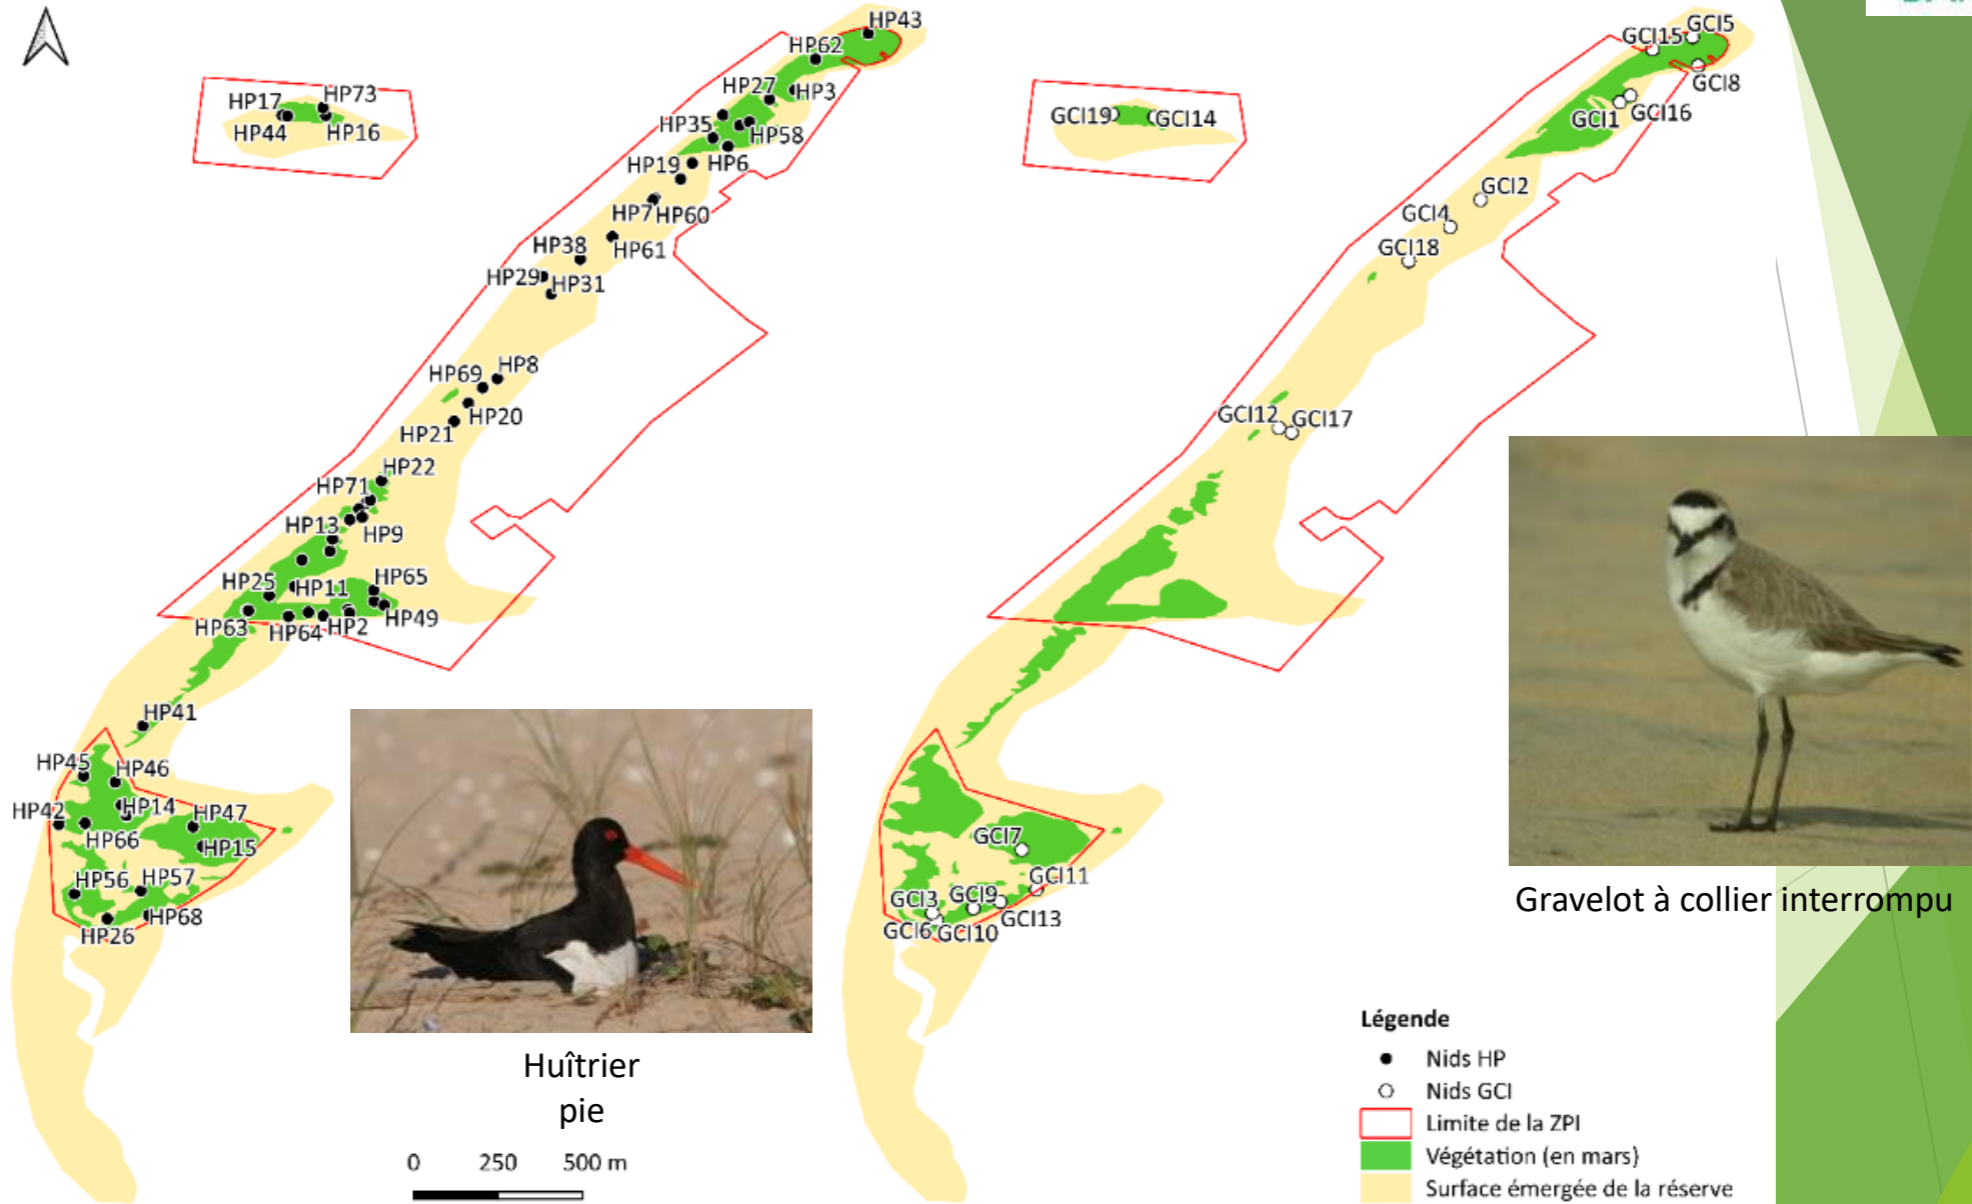 HP43
HP62
HP27
HP3
HP73
HP17
HP44
HP16
HP35
HP58
HP19
HP6
HP7
HP60
HP61
HP38
HP29
HP31
HP8
HP69
HP20
HP21
HP22
HP71
HP13
HP9
HP25
HP11
HP65
HP49
HP63
HP64
HP2
HP41
HP45
HP46
HP42
HP14
HP47
HP66
HP15
HP56
HP57
HP68
HP26
Huîtrier
pie
0 250 500 m
GCI5
GCI15
GCI8
GCI1
GCI16
GCI19
GCI14
GCI2
GCI4
GCI18
GCI12
GCI17
GCI7
GCI11
GCI9
GCI3
GCI13
GCI6
GCI10
Gravelot à collier interrompu
Légende
Nids HP
Nids GCI
Limite de la ZPI
Végétation (en mars)
Surface émergée de la réserve